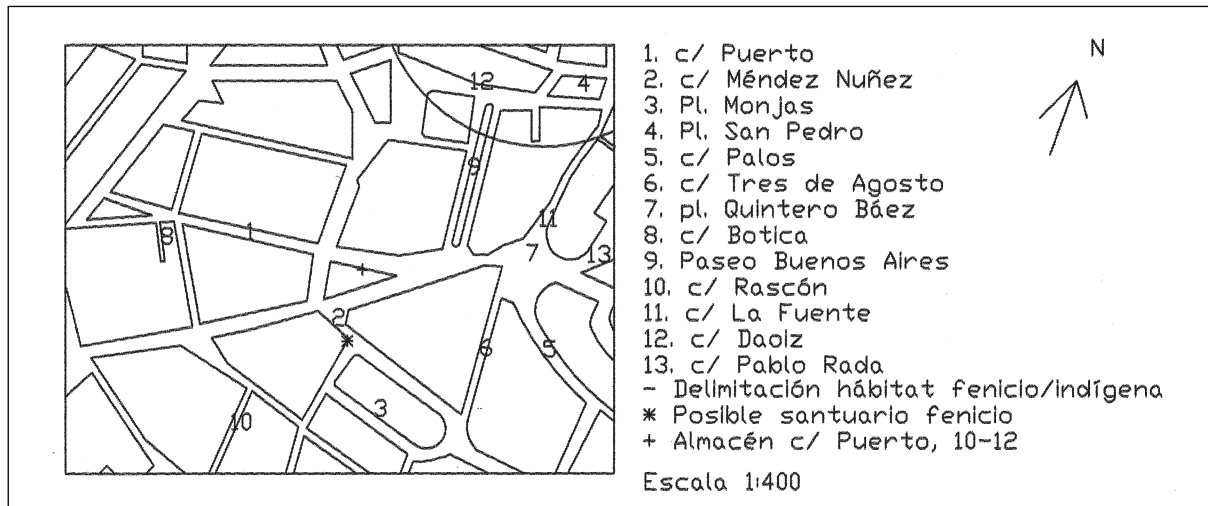 1. c/ Puerto
2. c/ Méndez Nuñez
3. Pl. Monjas
4. Pl. San Pedro
5. c/ Palos
6. c/ Tres de Agosto
7. pl. Quintero Báez
8. c/ Botica
9. Paseo Buenos Aires
10. c/ Rascón
11. c/ La Fuente
12. c/ Daoiz
13. c/ Pablo Rada
- Delimitación hábitat fenicio/indígena
* Posible santuario fenicio
+ Almacén c/ Puerto, 10-12
Escala 1:400
N
12
4
9
1
8
11
7
13
+
2
*
6
5
3
10